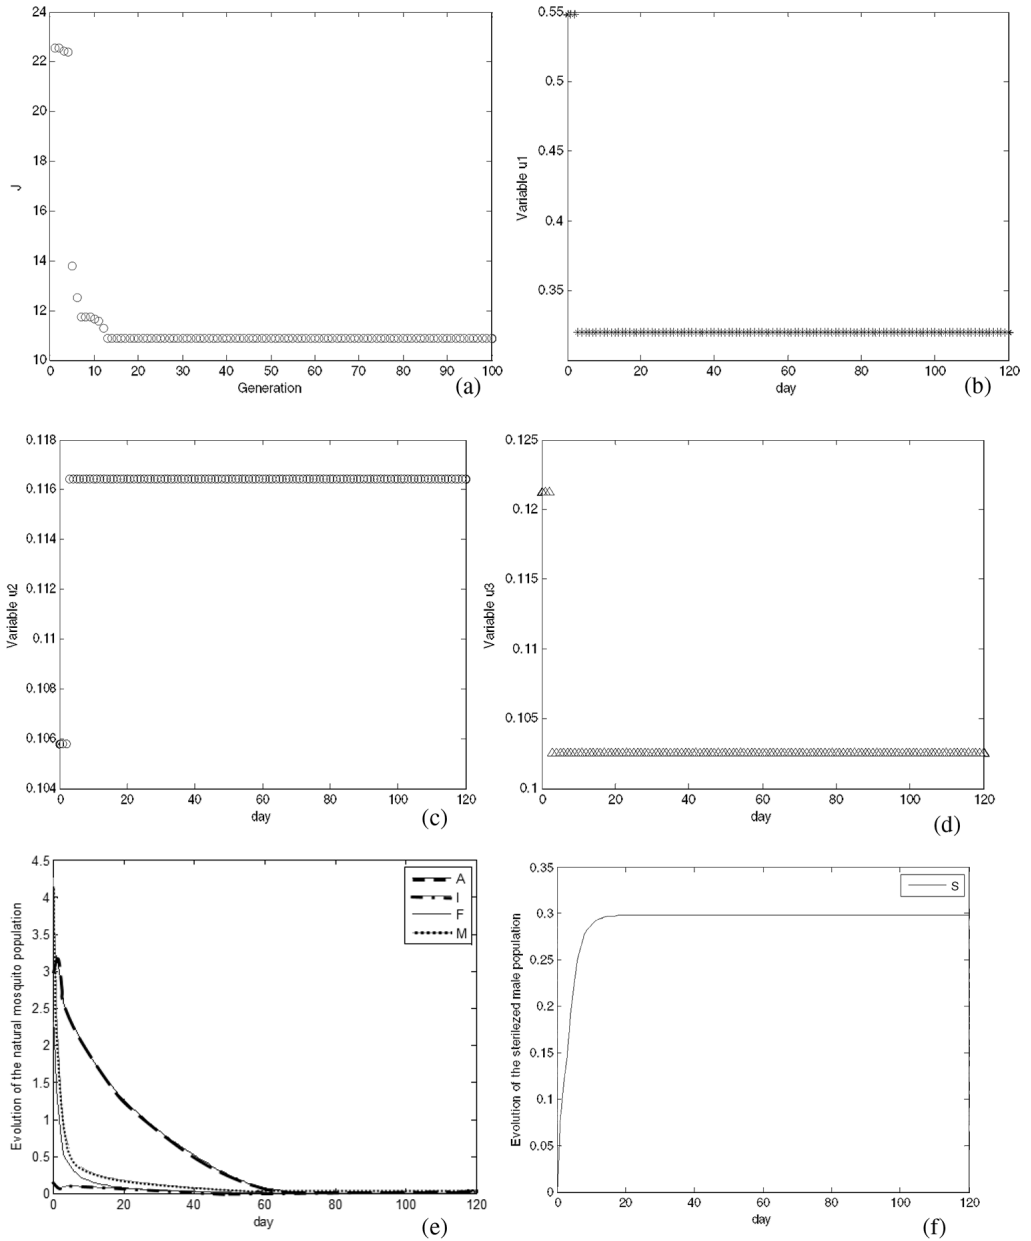 24
22
20
18
16
14
12
10
J
0 10 20 30 40 50 60 70 80 90 100
Generation
(a)
0.55
0.5
0.45
0.4
0.35
Variable u1
0 20 40 60 80 100 120
day
(b)
0.118
0.116
0.114
0.112
0.11
0.108
0.106
0.104
Variable u2
0 20 40 60 80 100 120
day
(c)
0.125
0.12
0.115
0.11
0.105
0.1
Variable u3
0 20 40 60 80 100 120
day
(d)
4.5
4
3.5
3
2.5
2
1.5
1
0.5
0
Evolution of the natural mosquito population
A
I
F
M
0 20 40 60 80 100 120
day
(e)
0.35
0.3
0.25
0.2
0.15
0.1
0.05
0
Evolution of the sterilezed male population
S
0 20 40 60 80 100 120
day
(f)